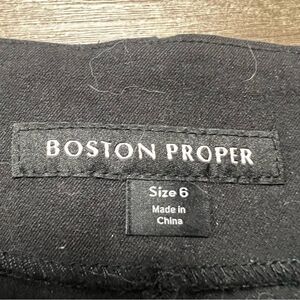 BOSTON PROPER
Size 6
Made in
China